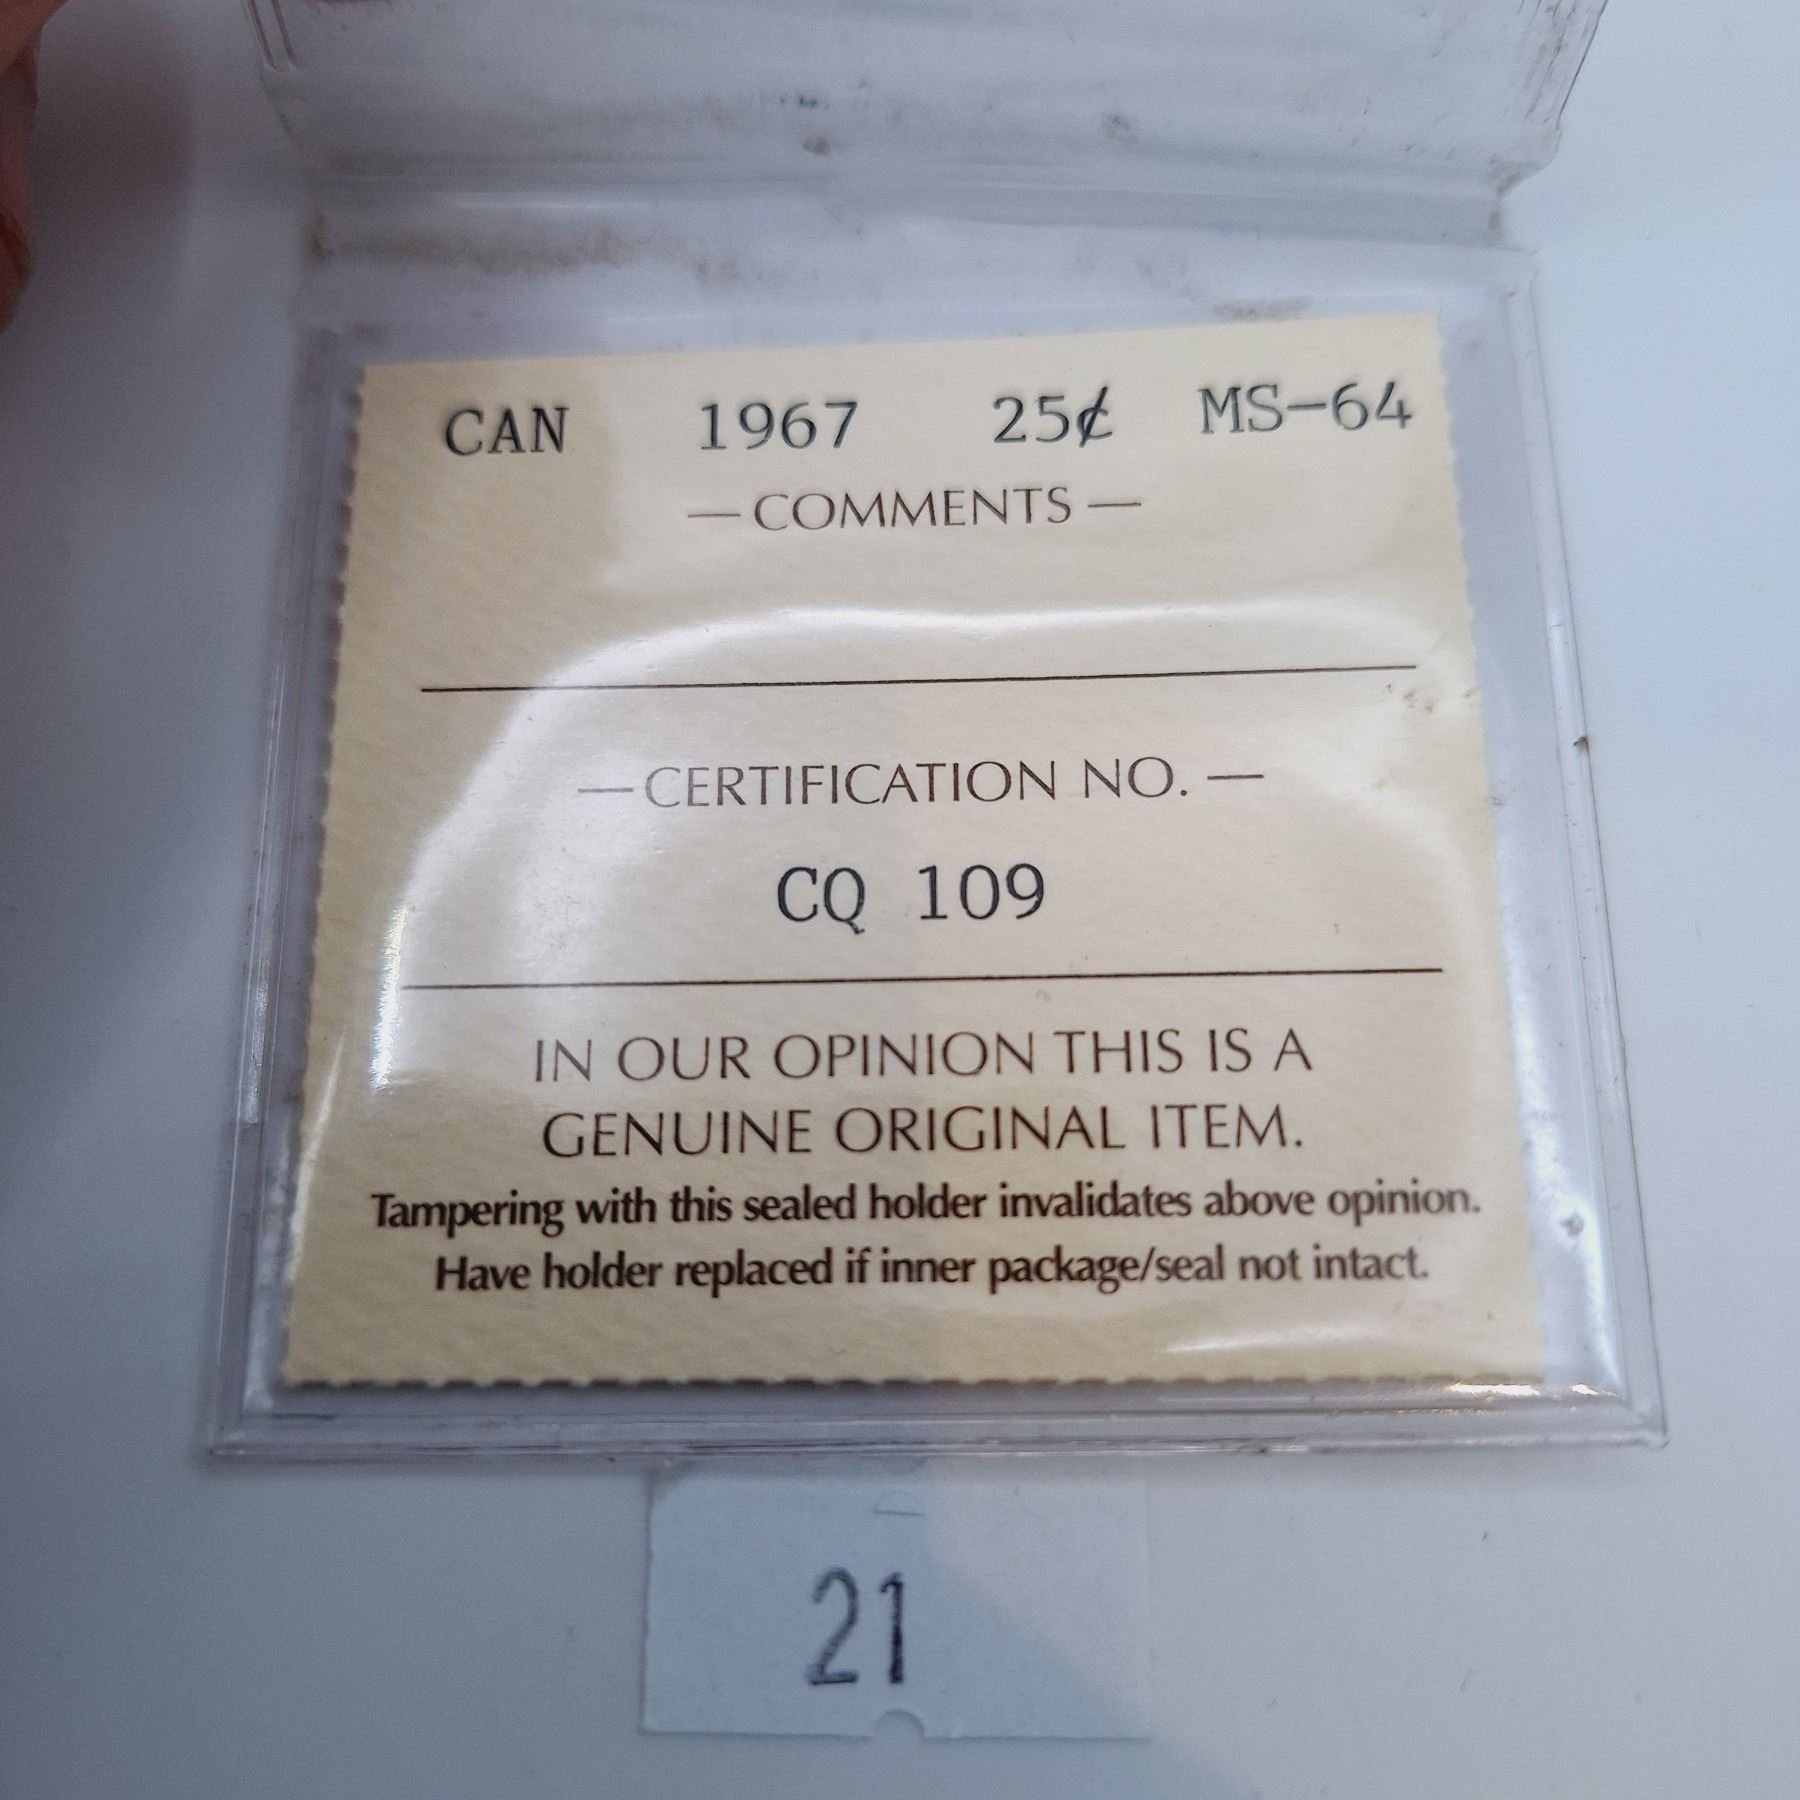 CAN 1967 25¢ MS-64
— COMMENTS —
— CERTIFICATION NO. —
CQ 109
IN OUR OPINION THIS IS A
GENUINE ORIGINAL ITEM.
Tampering with this sealed holder invalidates above opinion.
Have holder replaced if inner package/seal not intact.
21